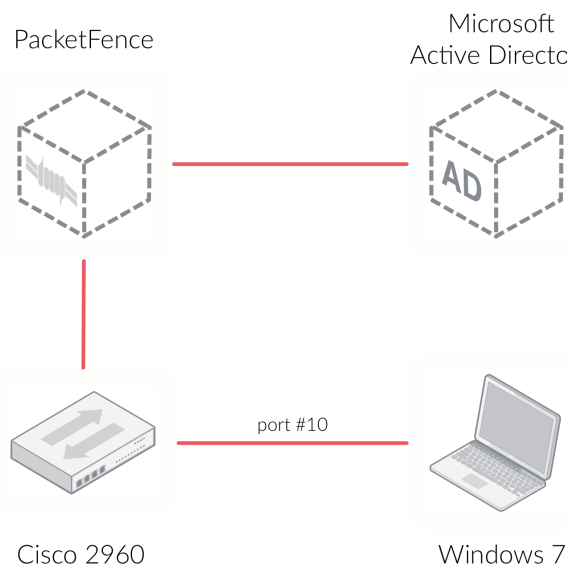 PacketFence
Microsoft
Active Directo
AD
port #10
Cisco 2960
Windows 7